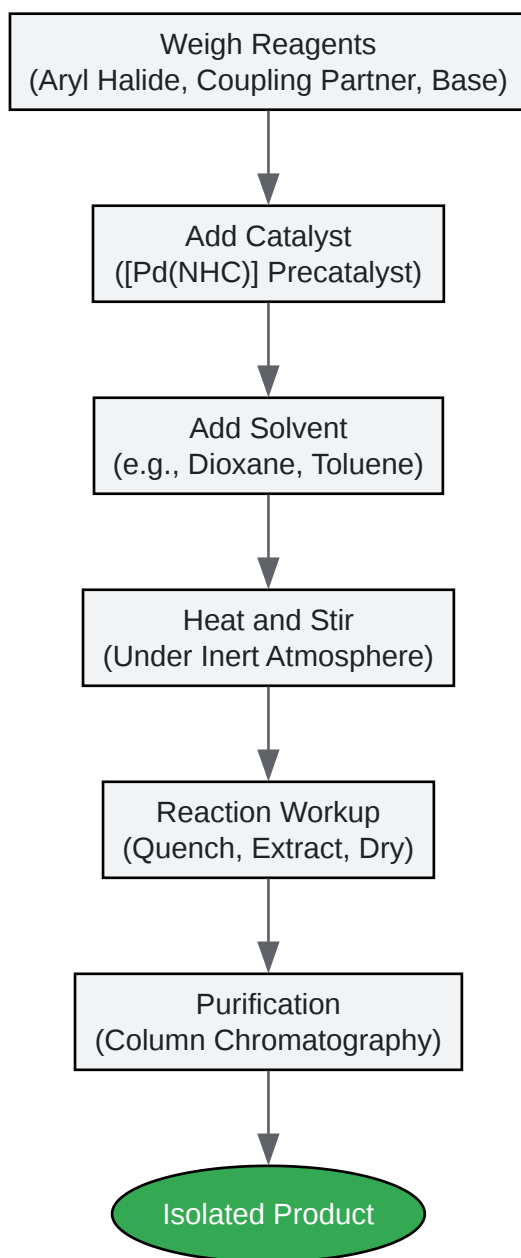 Weigh Reagents
(Aryl Halide, Coupling Partner, Base)
Add Catalyst
([Pd(NHC)] Precatalyst)
Add Solvent
(e.g., Dioxane, Toluene)
Heat and Stir
(Under Inert Atmosphere)
Reaction Workup
(Quench, Extract, Dry)
Purification
(Column Chromatography)
Isolated Product